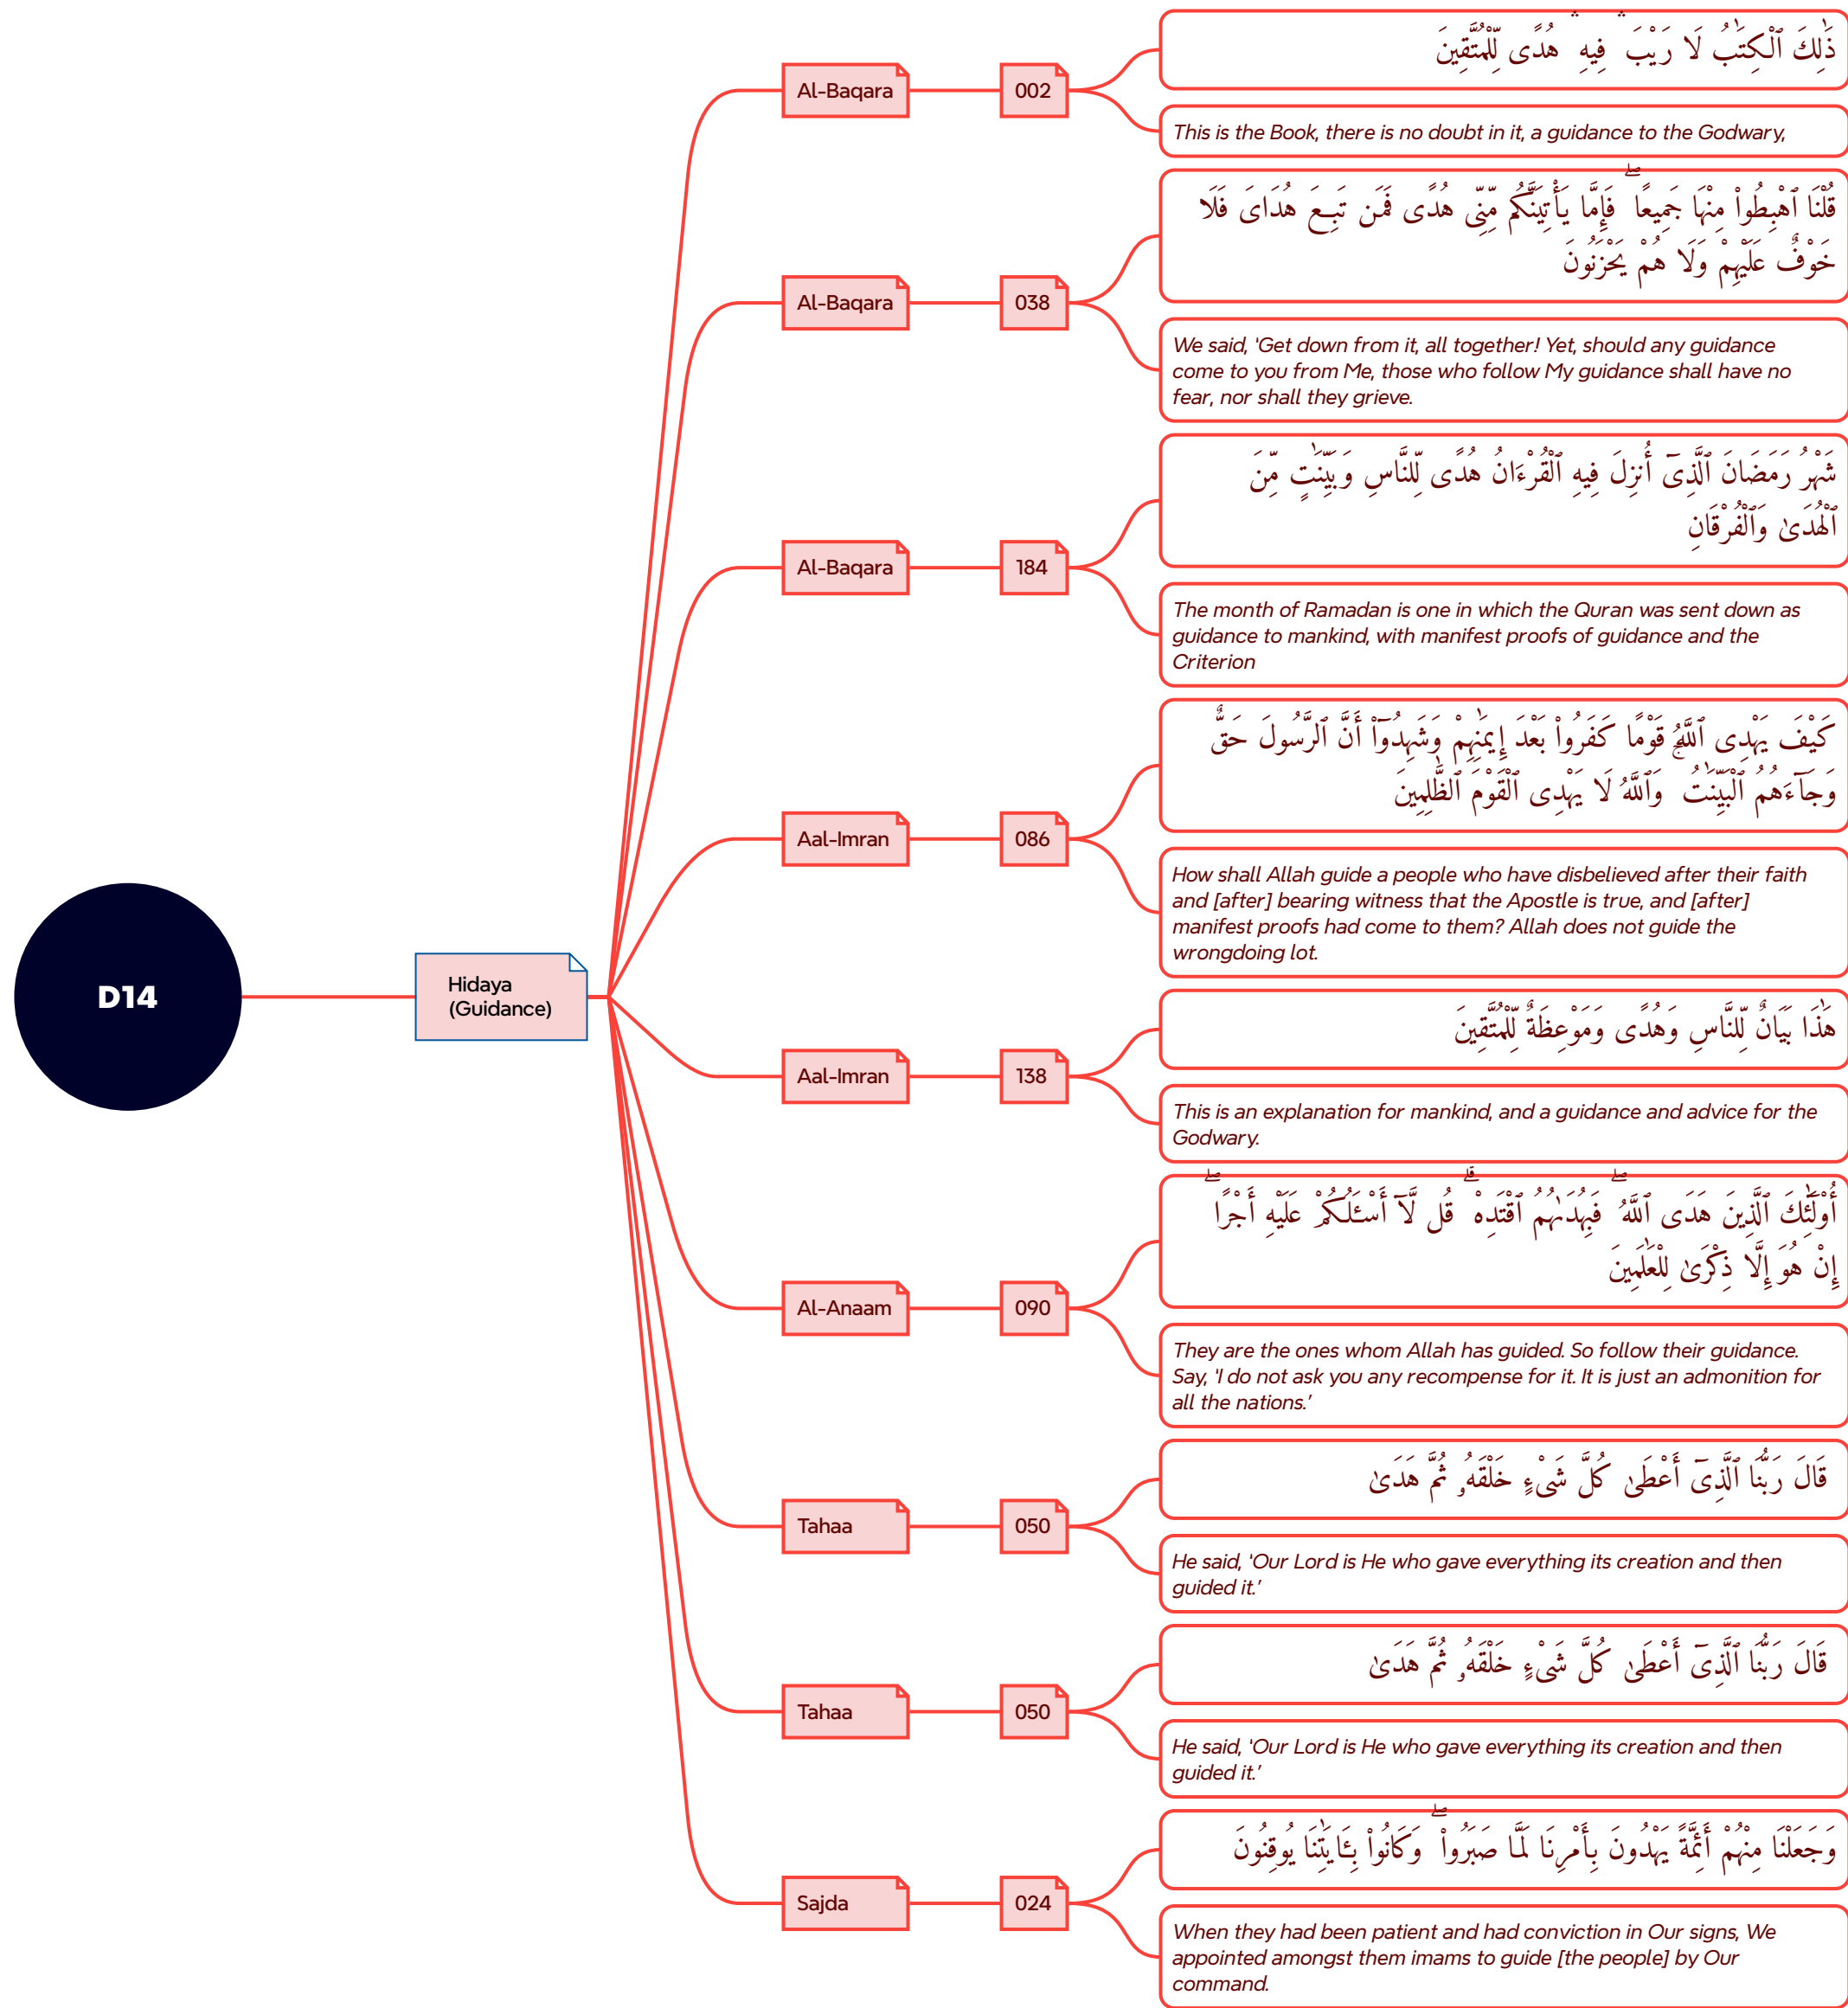 D14
Hidaya
(Guidance)
Al-Baqara
002
ذَٰلِكَ ٱلْكِتَٰبُ لَا رَيْبَ ۛ فِيهِ ۛ هُدًى لِّلْمُتَّقِينَ
This is the Book, there is no doubt in it, a guidance to the Godwary,
Al-Baqara
038
قُلْنَا ٱهْبِطُوا۟ مِنْهَا جَمِيعًا ۖ فَإِمَّا يَأْتِيَنَّكُم مِّنِّى هُدًى فَمَن تَبِعَ هُدَاىَ فَلَا
خَوْفٌ عَلَيْهِمْ وَلَا هُمْ يَحْزَنُونَ
We said, ‘Get down from it, all together! Yet, should any guidance
come to you from Me, those who follow My guidance shall have no
fear, nor shall they grieve.
Al-Baqara
184
شَهْرُ رَمَضَانَ ٱلَّذِىٓ أُنزِلَ فِيهِ ٱلْقُرْءَانُ هُدًى لِّلنَّاسِ وَبَيِّنَٰتٍ مِّنَ
ٱلْهُدَىٰ وَٱلْفُرْقَانِ
The month of Ramadan is one in which the Quran was sent down as
guidance to mankind, with manifest proofs of guidance and the
Criterion
Aal-Imran
086
كَيْفَ يَهْدِى ٱللَّهُ قَوْمًا كَفَرُوا۟ بَعْدَ إِيمَٰنِهِمْ وَشَهِدُوٓا۟ أَنَّ ٱلرَّسُولَ حَقٌّ
وَجَآءَهُمُ ٱلْبَيِّنَٰتُ ۚ وَٱللَّهُ لَا يَهْدِى ٱلْقَوْمَ ٱلظَّٰلِمِينَ
How shall Allah guide a people who have disbelieved after their faith
and [after] bearing witness that the Apostle is true, and [after]
manifest proofs had come to them? Allah does not guide the
wrongdoing lot.
Aal-Imran
138
هَٰذَا بَيَانٌ لِّلنَّاسِ وَهُدًى وَمَوْعِظَةٌ لِّلْمُتَّقِينَ
This is an explanation for mankind, and a guidance and advice for the
Godwary.
Al-Anaam
090
أُو۟لَٰٓئِكَ ٱلَّذِينَ هَدَى ٱللَّهُ ۖ فَبِهُدَىٰهُمُ ٱقْتَدِهْ ۗ قُل لَّآ أَسْـَٔلُكُمْ عَلَيْهِ أَجْرًا ۖ
إِنْ هُوَ إِلَّا ذِكْرَىٰ لِلْعَٰلَمِينَ
They are the ones whom Allah has guided. So follow their guidance.
Say, ‘I do not ask you any recompense for it. It is just an admonition for
all the nations.’
Tahaa
050
قَالَ رَبُّنَا ٱلَّذِىٓ أَعْطَىٰ كُلَّ شَىْءٍ خَلْقَهُۥ ثُمَّ هَدَىٰ
He said, ‘Our Lord is He who gave everything its creation and then
guided it.’
Tahaa
050
قَالَ رَبُّنَا ٱلَّذِىٓ أَعْطَىٰ كُلَّ شَىْءٍ خَلْقَهُۥ ثُمَّ هَدَىٰ
He said, ‘Our Lord is He who gave everything its creation and then
guided it.’
Sajda
024
وَجَعَلْنَا مِنْهُمْ أَئِمَّةً يَهْدُونَ بِأَمْرِنَا لَمَّا صَبَرُوا۟ ۖ وَكَانُوا۟ بِـَٔايَٰتِنَا يُوقِنُونَ
When they had been patient and had conviction in Our signs, We
appointed amongst them imams to guide [the people] by Our
command.